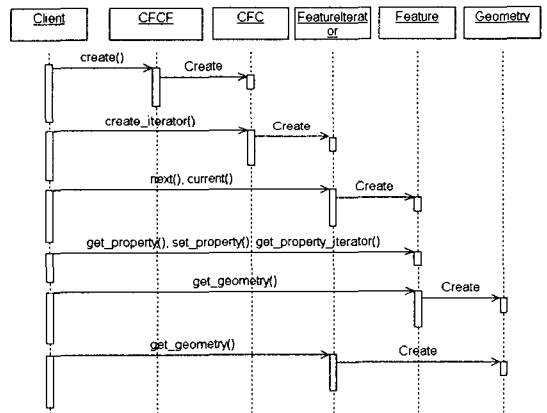 Client
CFCF
CFC
FeatureIterat
or
Feature
Geometry
create()
Create
create_iterator()
Create
next(), current()
Create
get_property(), set_property() get_property_iterator()
get_geometry()
Create
get_geometry()
Create